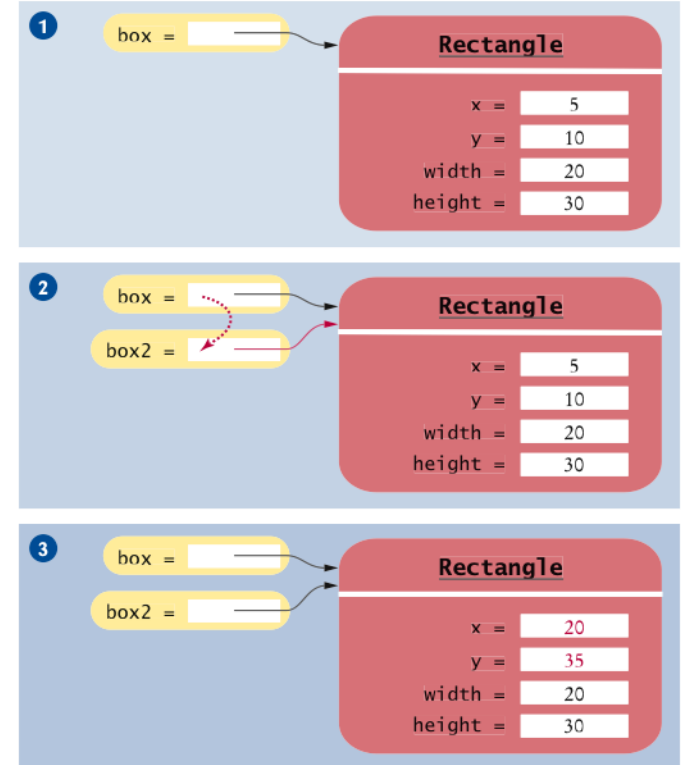 1
box =
Rectangle
x = 5
y = 10
width = 20
height = 30
2
box =
box2 =
Rectangle
x = 5
y = 10
width = 20
height = 30
3
box =
box2 =
Rectangle
x = 20
y = 35
width = 20
height = 30